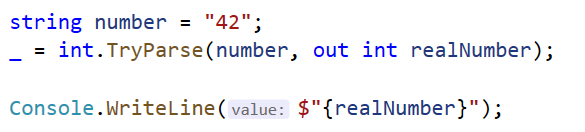 string number = "42";
_ = int.TryParse(number, out int realNumber);
Console.WriteLine(value: $"{realNumber}");